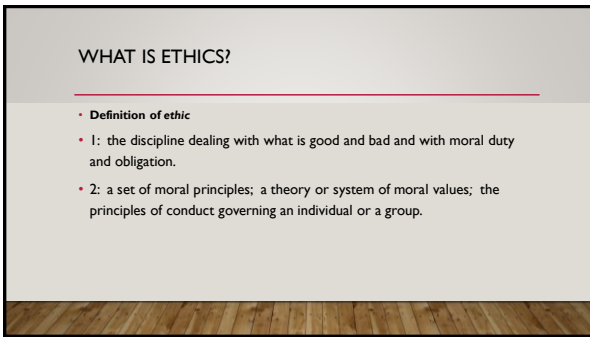 WHAT IS ETHICS?
• Definition of ethic
• 1: the discipline dealing with what is good and bad and with moral duty
and obligation.
• 2: a set of moral principles; a theory or system of moral values; the
principles of conduct governing an individual or a group.